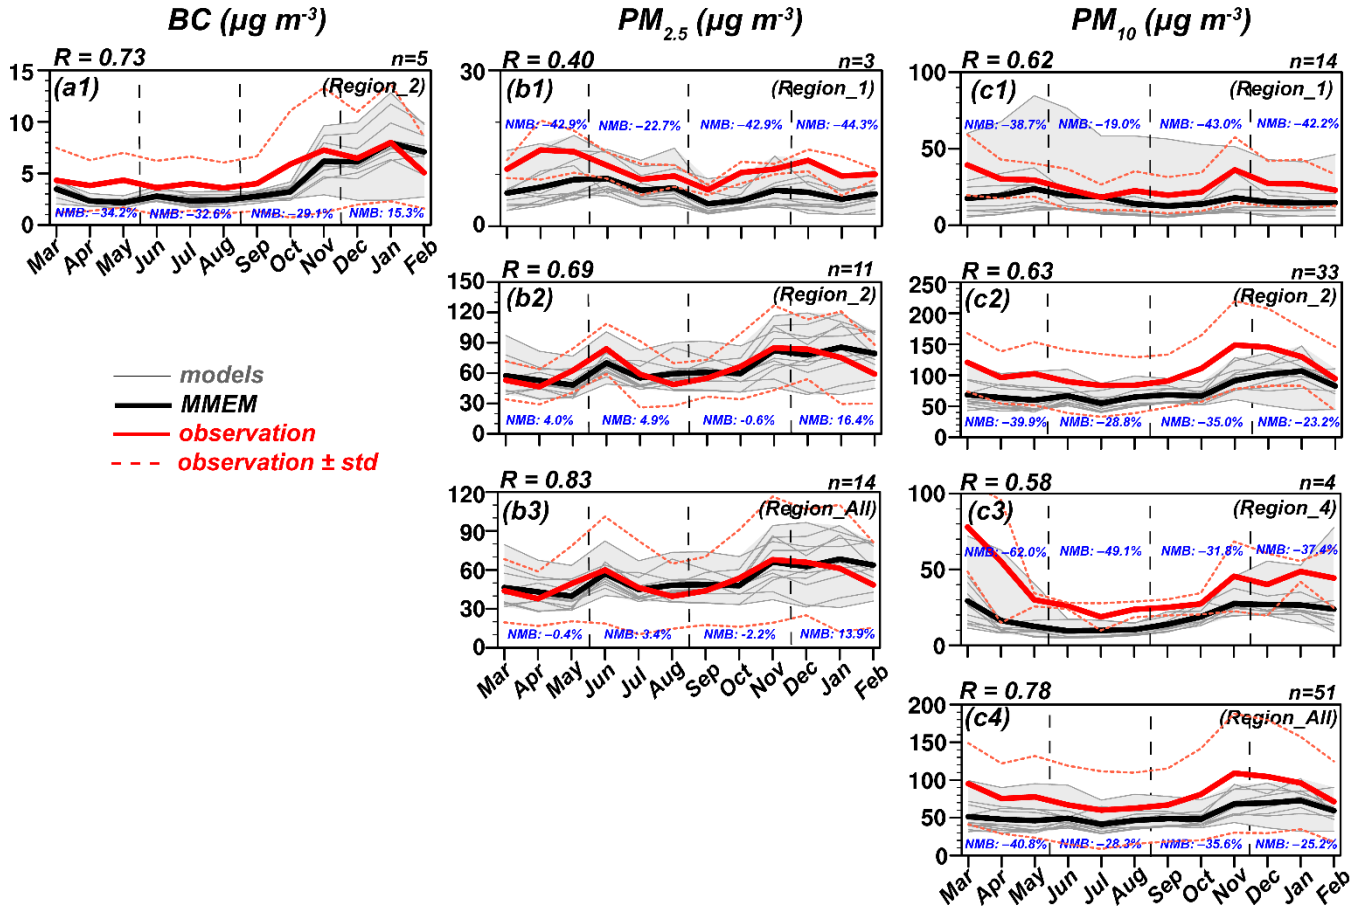 BC (µg m-3)
PM2.5 (µg m-3)
PM10 (µg m-3)
R = 0.73
n=5
15
10
5
0
(a1)
(Region_2)
NMB: −34.2%
NMB: −32.6%
NMB: −29.1%
NMB: 15.3%
Mar Apr May Jun Jul Aug Sep Oct Nov Dec Jan Feb
R = 0.40
n=3
30
15
0
(b1)
(Region_1)
NMB: −42.9%
NMB: −22.7%
NMB: −42.9%
NMB: −44.3%
R = 0.62
n=14
100
50
0
(c1)
(Region_1)
NMB: −38.7%
NMB: −19.0%
NMB: −43.0%
NMB: −42.2%
R = 0.69
n=11
150
120
90
60
30
0
(b2)
(Region_2)
NMB: 4.0%
NMB: 4.9%
NMB: -0.6%
NMB: 16.4%
R = 0.63
n=33
250
200
150
100
50
0
(c2)
(Region_2)
NMB: −39.9%
NMB: −28.8%
NMB: −35.0%
NMB: −23.2%
models
MMEM
observation
observation ± std
R = 0.83
n=14
120
90
60
30
0
(b3)
(Region_All)
NMB: −0.4%
NMB: 3.4%
NMB: -2.2%
NMB: 13.9%
Mar Apr May Jun Jul Aug Sep Oct Nov Dec Jan Feb
R = 0.58
n=4
100
50
0
(c3)
(Region_4)
NMB: −62.0%
NMB: −49.1%
NMB: −31.8%
NMB: −37.4%
R = 0.78
n=51
200
150
100
50
0
(c4)
(Region_All)
NMB: −40.8%
NMB: −28.3%
NMB: −35.6%
NMB: −25.2%
Mar Apr May Jun Jul Aug Sep Oct Nov Dec Jan Feb